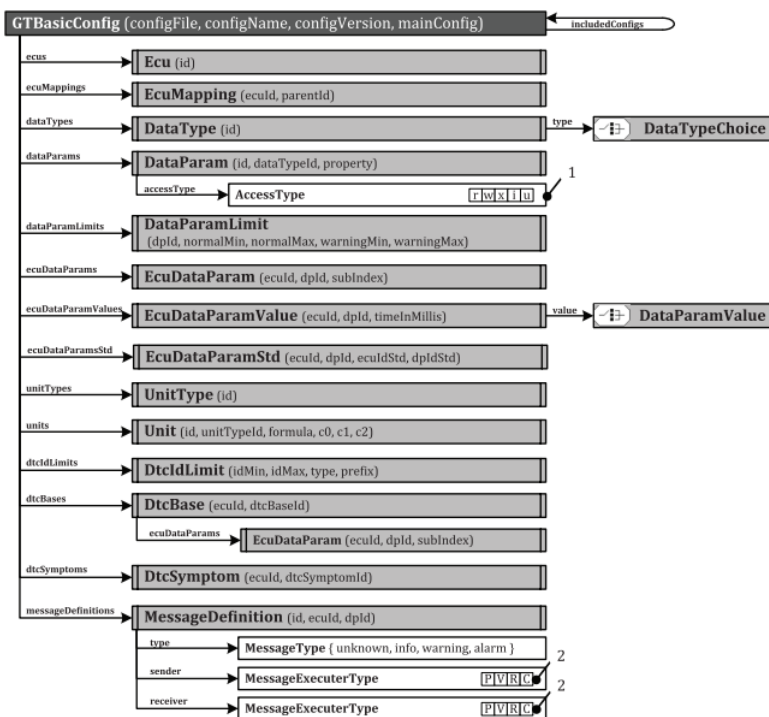 GTBasicConfig (configFile, configName, configVersion, mainConfig)
includedConfigs
ecus
Ecu (id)
ecuMappings
EcuMapping (ecuId, parentId)
dataTypes
DataType (id)
type
DataTypeChoice
dataParams
DataParam (id, dataTypeId, property)
1
accessType
AccessType r w x i u
dataParamLimits
DataParamLimit
(dpId, normalMin, normalMax, warningMin, warningMax)
ecuDataParams
EcuDataParam (ecuId, dpId, subIndex)
ecuDataParamValues
EcuDataParamValue (ecuId, dpId, timeInMillis)
value
DataParamValue
ecuDataParamsStd
EcuDataParamStd (ecuId, dpId, ecuIdStd, dpIdStd)
unitTypes
UnitType (id)
units
Unit (id, unitTypeId, formula, c0, c1, c2)
dtcIdLimits
DtcIdLimit (idMin, idMax, type, prefix)
dtcBases
DtcBase (ecuId, dtcBaseId)
ecuDataParams
EcuDataParam (ecuId, dpId, subIndex)
dtcSymptoms
DtcSymptom (ecuId, dtcSymptomId)
messageDefinitions
MessageDefinition (id, ecuId, dpId)
type
MessageType { unknown, info, warning, alarm }
2
sender
MessageExecuterType P V R C
2
receiver
MessageExecuterType P V R C